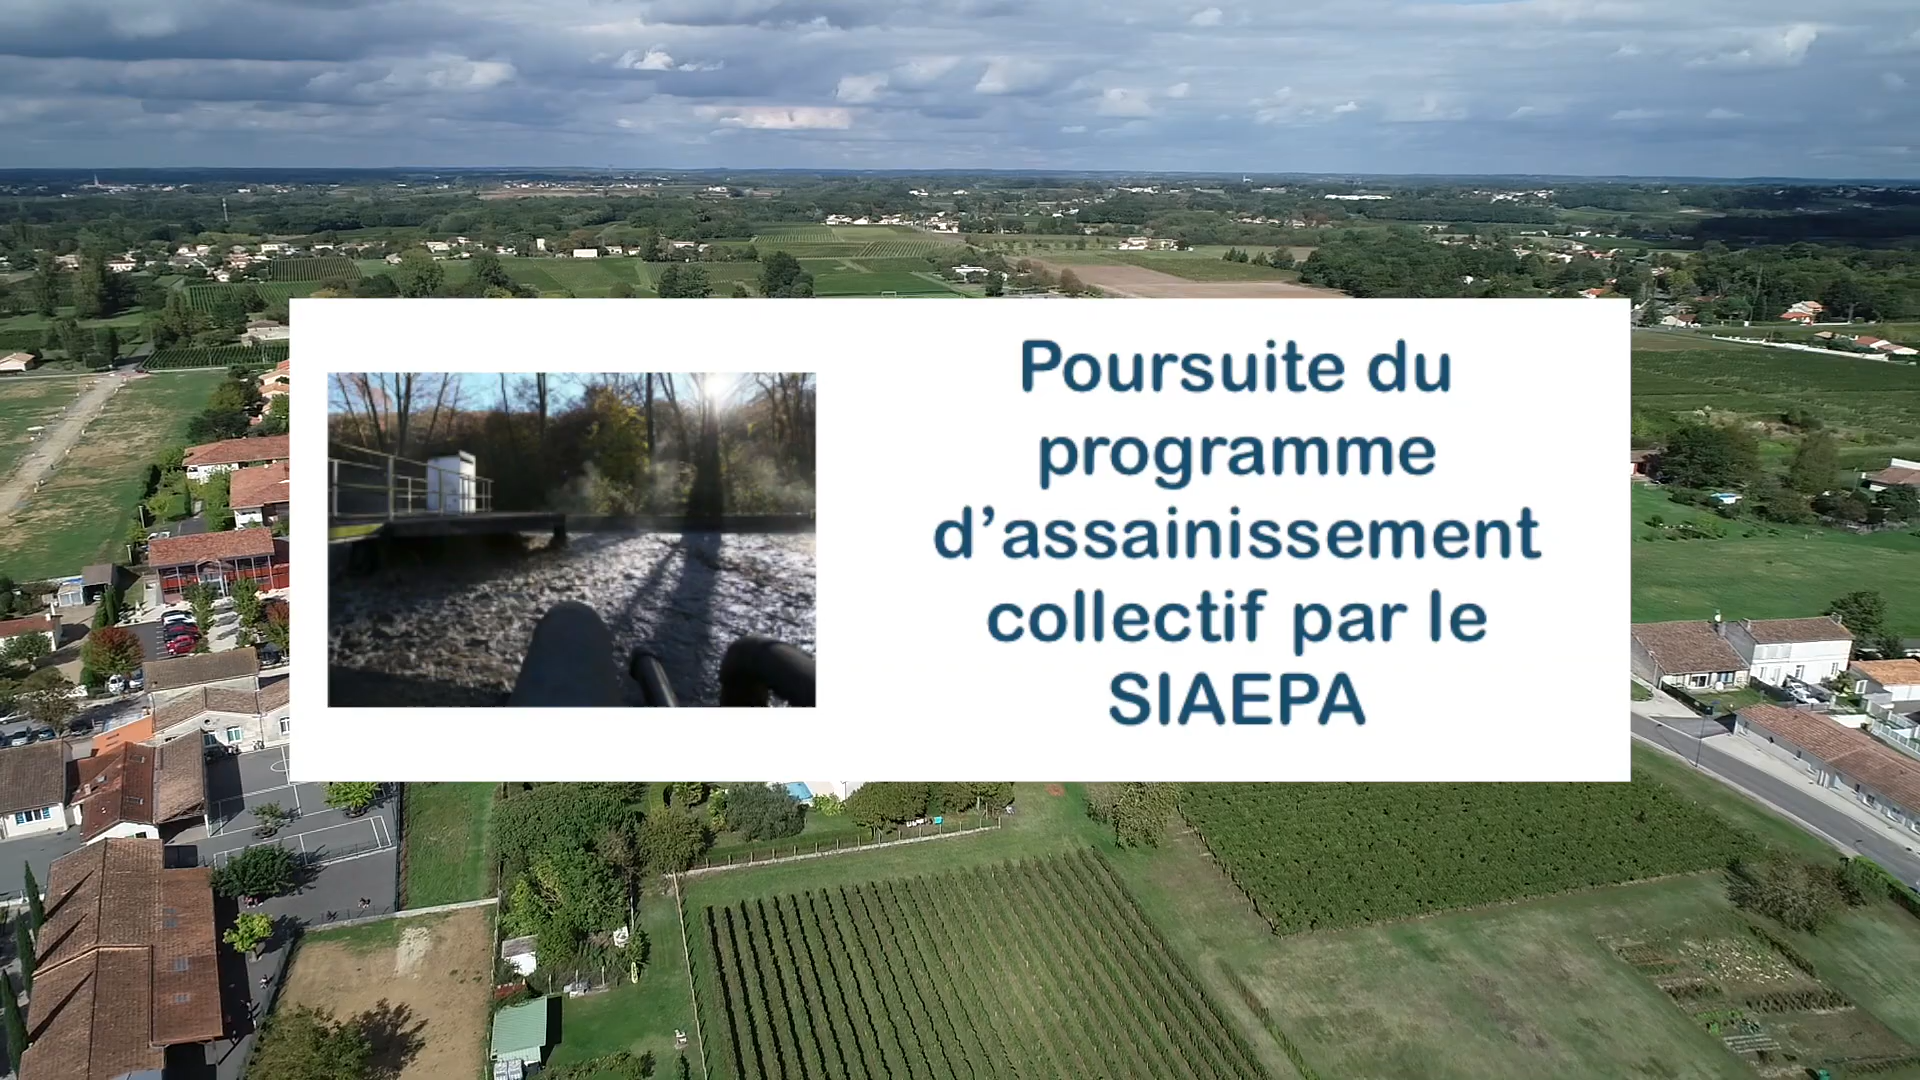 Poursuite du
programme
d’assainissement
collectif par le
SIAEPA